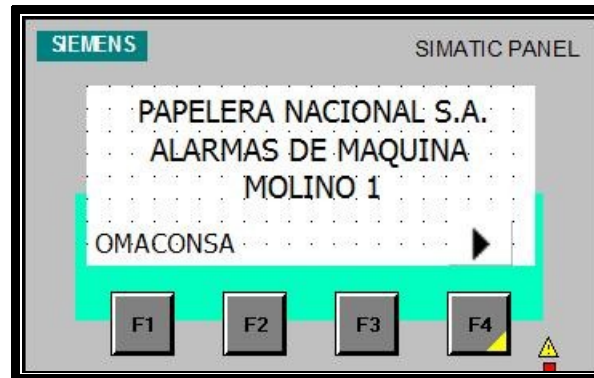 SIEMENS
SIMATIC PANEL
PAPELERA NACIONAL S.A.
ALARMAS DE MAQUINA
MOLINO 1
OMACONSA
F1 F2 F3 F4